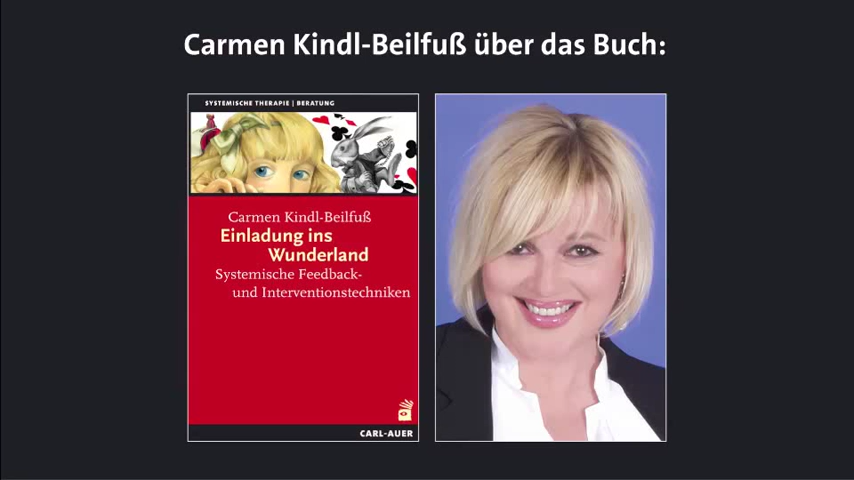 Carmen Kindl-Beilfuß über das Buch:
SYSTEMISCHE THERAPIE | BERATUNG
Carmen Kindl-Beilfuß
Einladung ins
Wunderland
Systemische Feedback-
und Interventionstechniken
CARL-AUER